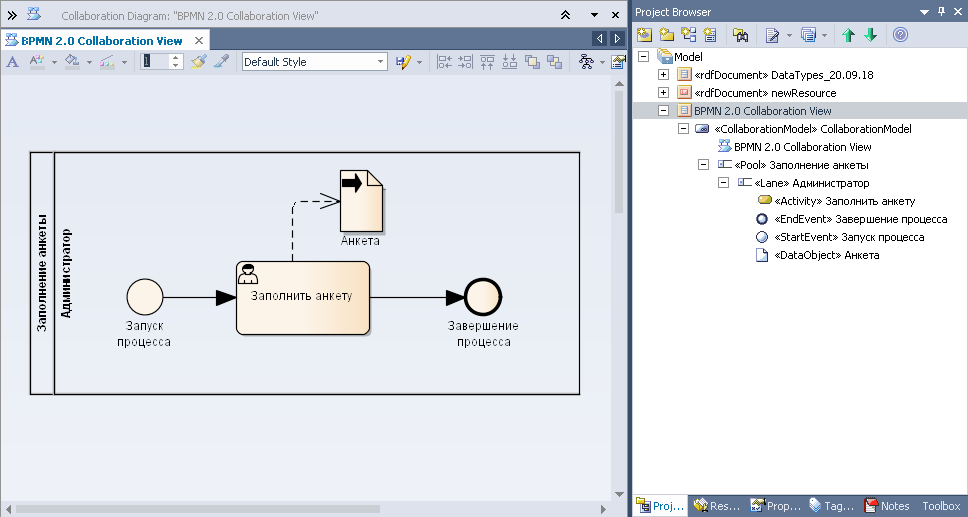 Collaboration Diagram: "BPMN 2.0 Collaboration View"
BPMN 2.0 Collaboration View
A
1
Default Style
Заполнение анкеты
Администратор
Анкета
Заполнить анкету
Запуск
процесса
Завершение
процесса
Project Browser
Model
«rdfDocument» DataTypes_20.09.18
«rdfDocument» newResource
BPMN 2.0 Collaboration View
«CollaborationModel» CollaborationModel
BPMN 2.0 Collaboration View
«Pool» Заполнение анкеты
«Lane» Администратор
«Activity» Заполнить анкету
«EndEvent» Завершение процесса
«StartEvent» Запуск процесса
«DataObject» Анкета
Proj... Res... Prop... Tag... Notes Toolbox